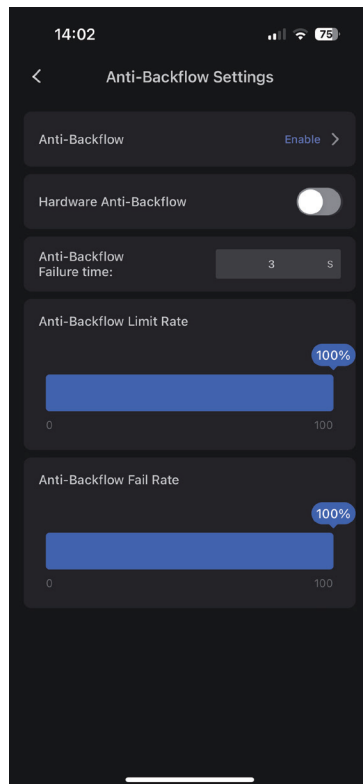 14:02
75
Anti-Backflow Settings
Anti-Backflow
Enable
Hardware Anti-Backflow
Anti-Backflow
Failure time:
3 s
Anti-Backflow Limit Rate
100%
0 100
Anti-Backflow Fail Rate
100%
0 100